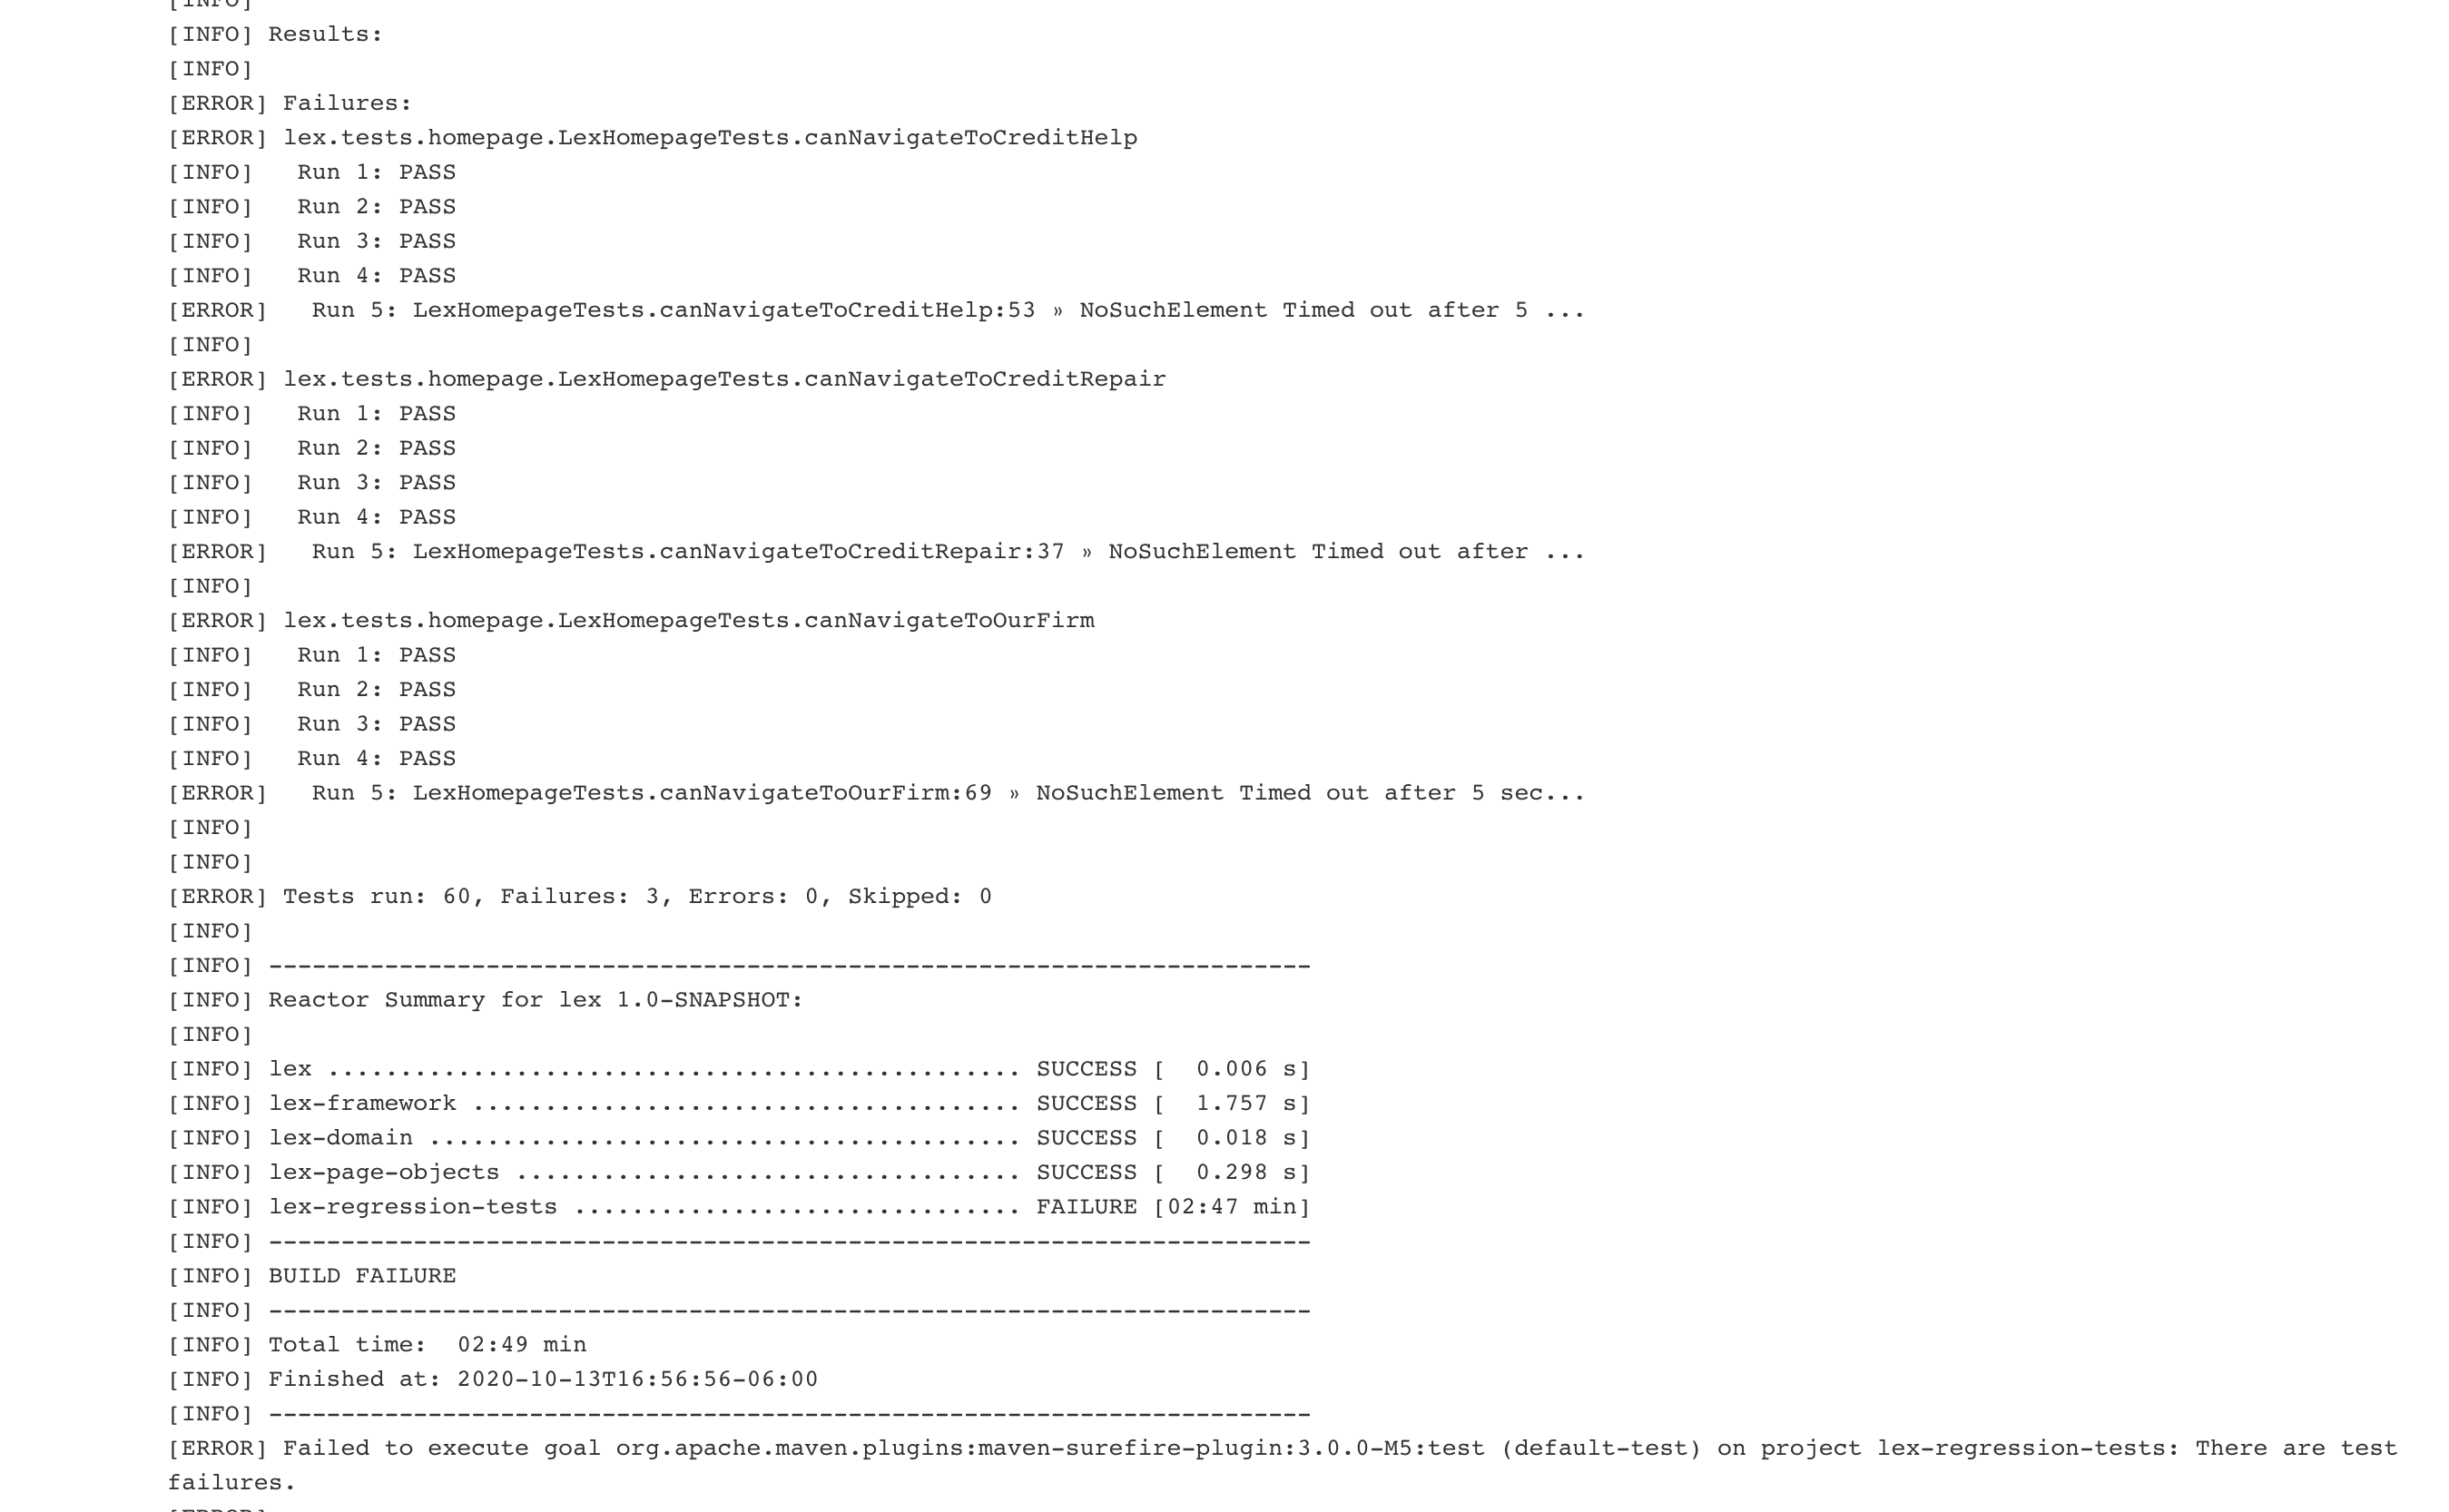 [INFO]
[INFO] Results:
[INFO]
[ERROR] Failures:
[ERROR] lex.tests.homepage.LexHomepageTests.canNavigateToCreditHelp
[INFO]   Run 1: PASS
[INFO]   Run 2: PASS
[INFO]   Run 3: PASS
[INFO]   Run 4: PASS
[ERROR]   Run 5: LexHomepageTests.canNavigateToCreditHelp:53 » NoSuchElement Timed out after 5 ...
[INFO]
[ERROR] lex.tests.homepage.LexHomepageTests.canNavigateToCreditRepair
[INFO]   Run 1: PASS
[INFO]   Run 2: PASS
[INFO]   Run 3: PASS
[INFO]   Run 4: PASS
[ERROR]   Run 5: LexHomepageTests.canNavigateToCreditRepair:37 » NoSuchElement Timed out after ...
[INFO]
[ERROR] lex.tests.homepage.LexHomepageTests.canNavigateToOurFirm
[INFO]   Run 1: PASS
[INFO]   Run 2: PASS
[INFO]   Run 3: PASS
[INFO]   Run 4: PASS
[ERROR]   Run 5: LexHomepageTests.canNavigateToOurFirm:69 » NoSuchElement Timed out after 5 sec...
[INFO]
[INFO]
[ERROR] Tests run: 60, Failures: 3, Errors: 0, Skipped: 0
[INFO]
[INFO] ------------------------------------------------------------------------
[INFO] Reactor Summary for lex 1.0-SNAPSHOT:
[INFO]
[INFO] lex ................................................ SUCCESS [  0.006 s]
[INFO] lex-framework ...................................... SUCCESS [  1.757 s]
[INFO] lex-domain ......................................... SUCCESS [  0.018 s]
[INFO] lex-page-objects ................................... SUCCESS [  0.298 s]
[INFO] lex-regression-tests ............................... FAILURE [02:47 min]
[INFO] ------------------------------------------------------------------------
[INFO] BUILD FAILURE
[INFO] ------------------------------------------------------------------------
[INFO] Total time:  02:49 min
[INFO] Finished at: 2020-10-13T16:56:56-06:00
[INFO] ------------------------------------------------------------------------
[ERROR] Failed to execute goal org.apache.maven.plugins:maven-surefire-plugin:3.0.0-M5:test (default-test) on project lex-regression-tests: There are test
failures.
[ERROR]